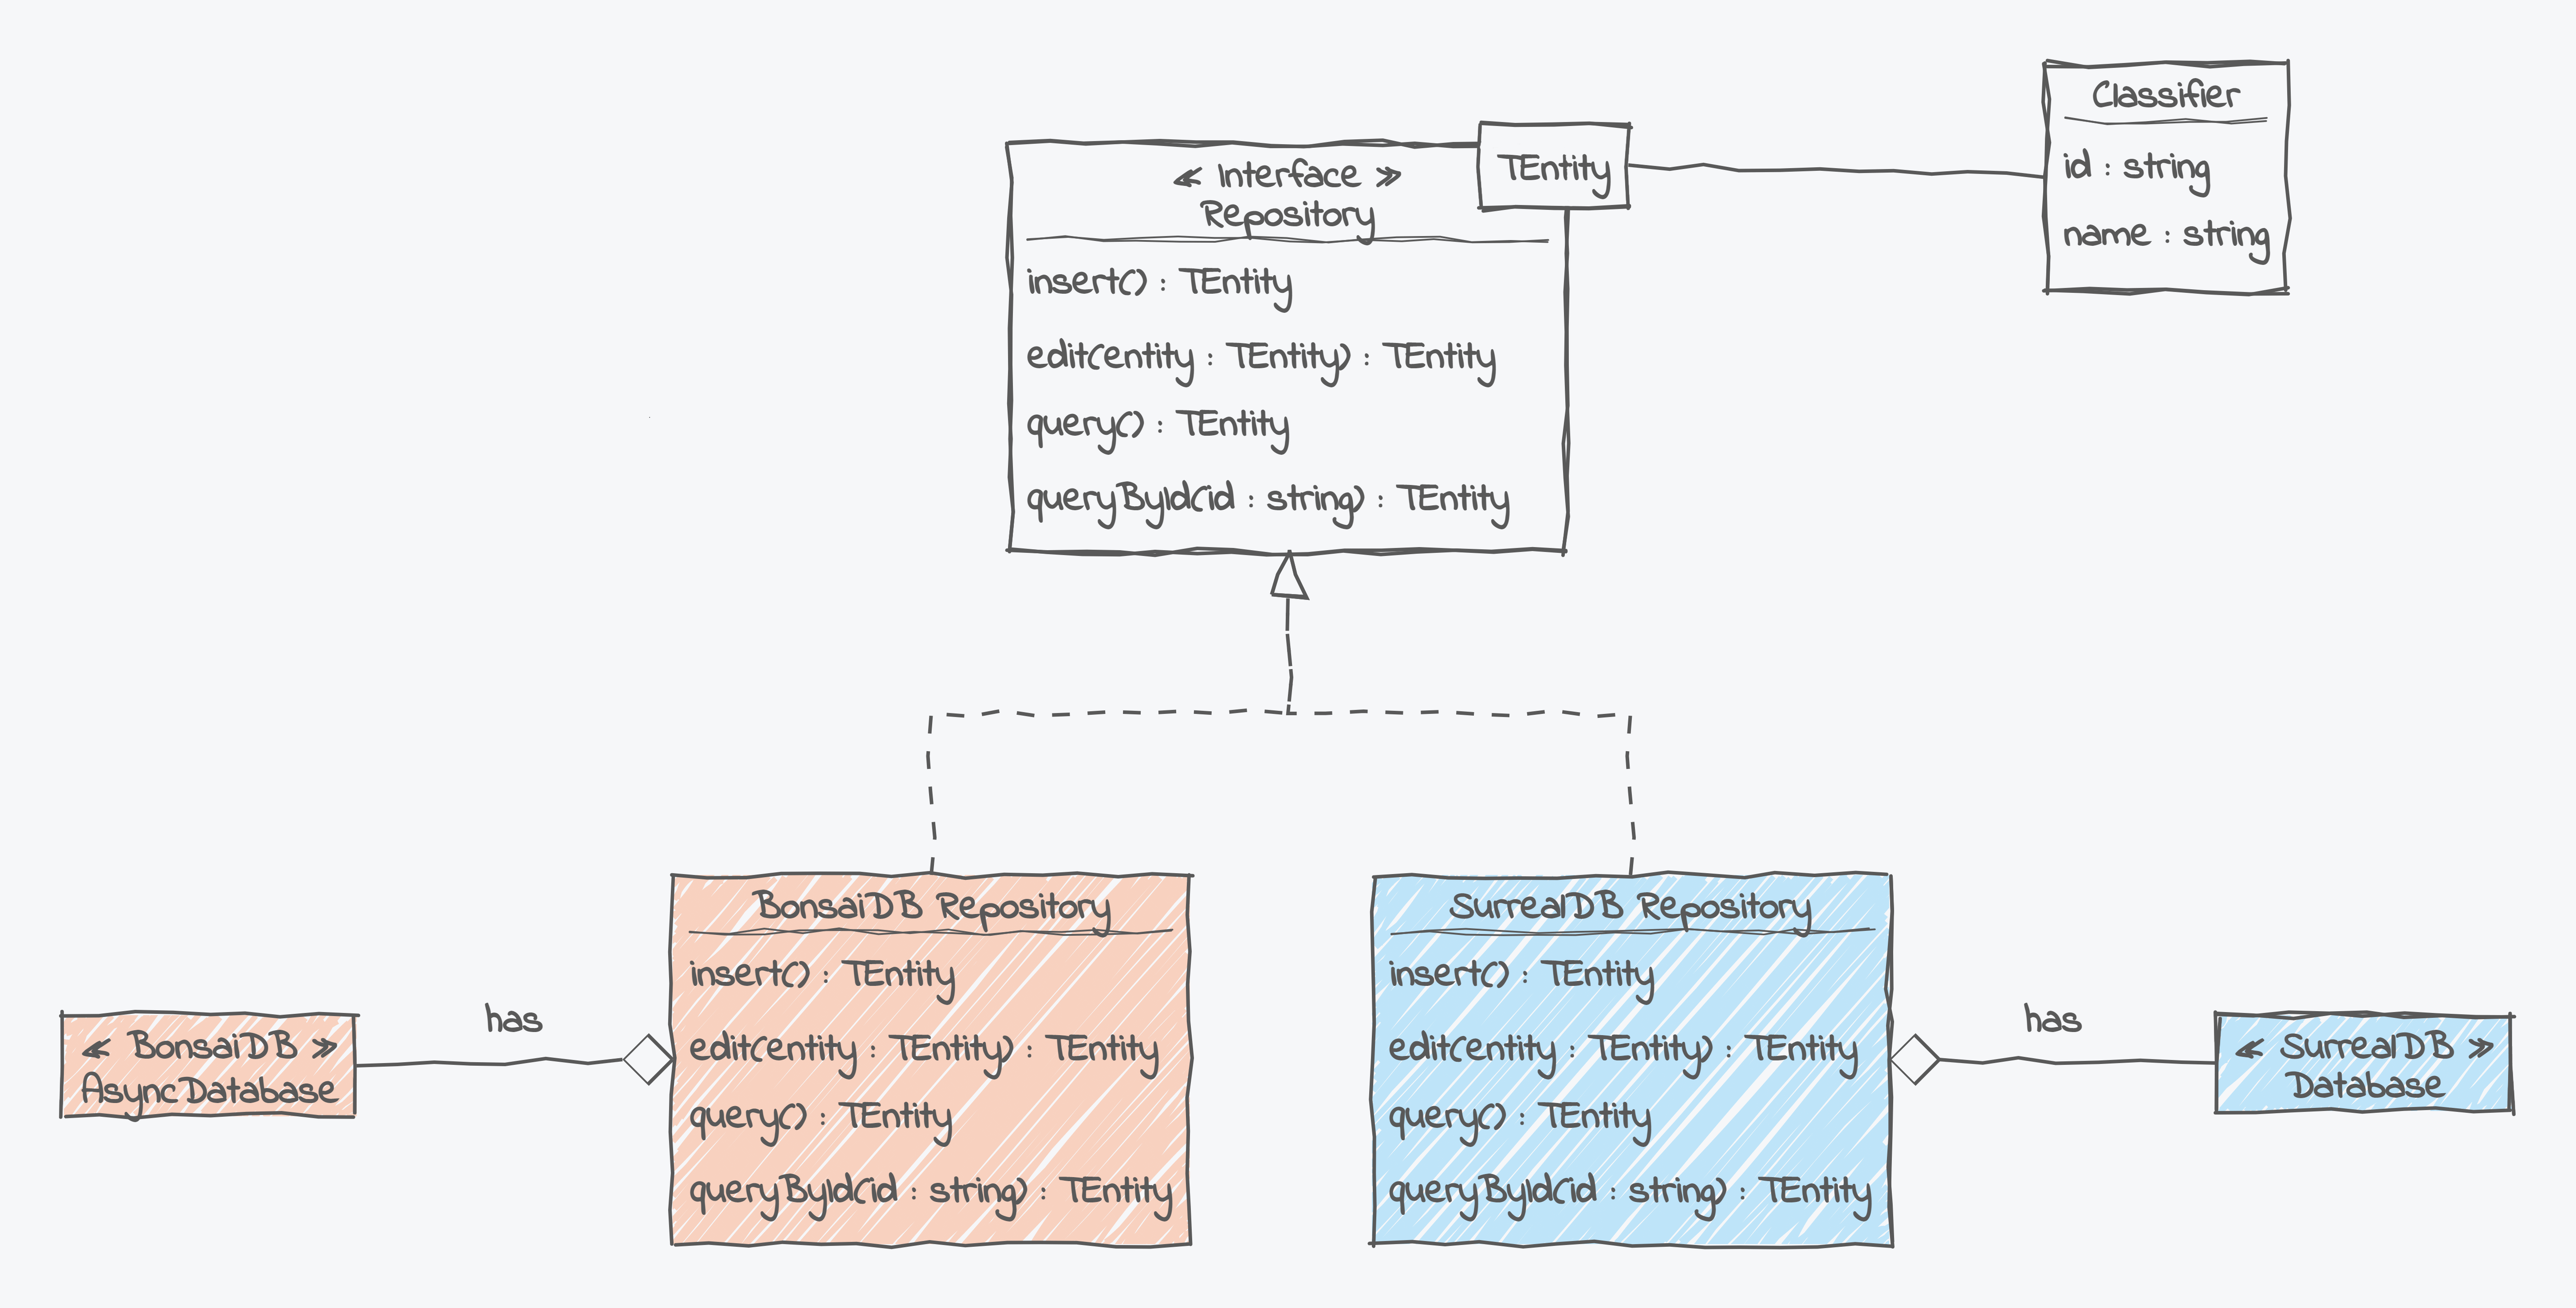 Classifier
id : string
name : string
TEntity
≪ Interface ≫
Repository
insert() : TEntity
edit(entity : TEntity) : TEntity
query() : TEntity
queryById(id : string) : TEntity
BonsaiDB Repository
insert() : TEntity
edit(entity : TEntity) : TEntity
query() : TEntity
queryById(id : string) : TEntity
SurrealDB Repository
insert() : TEntity
edit(entity : TEntity) : TEntity
query() : TEntity
queryById(id : string) : TEntity
has
≪ BonsaiDB ≫
AsyncDatabase
has
≪ SurrealDB ≫
Database